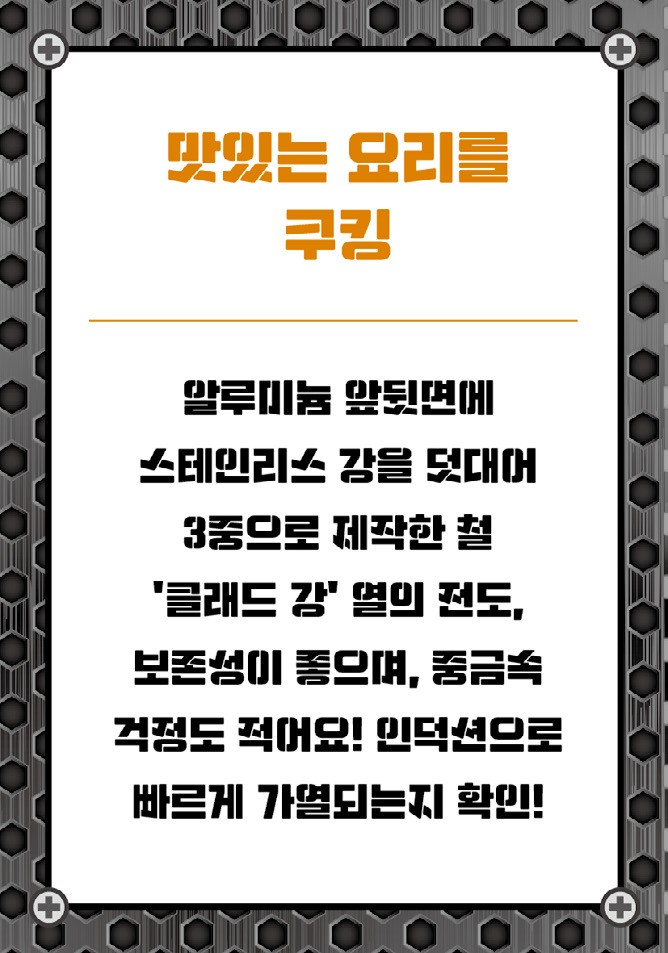 맛있는 요리를
쿠킹
알루미늄 앞뒷면에
스테인리스 강을 덧대어
3중으로 제작한 철
'클래드 강' 열의 전도,
보존성이 좋으며, 중금속
걱정도 적어요! 인덕션으로
빠르게 가열되는지 확인!